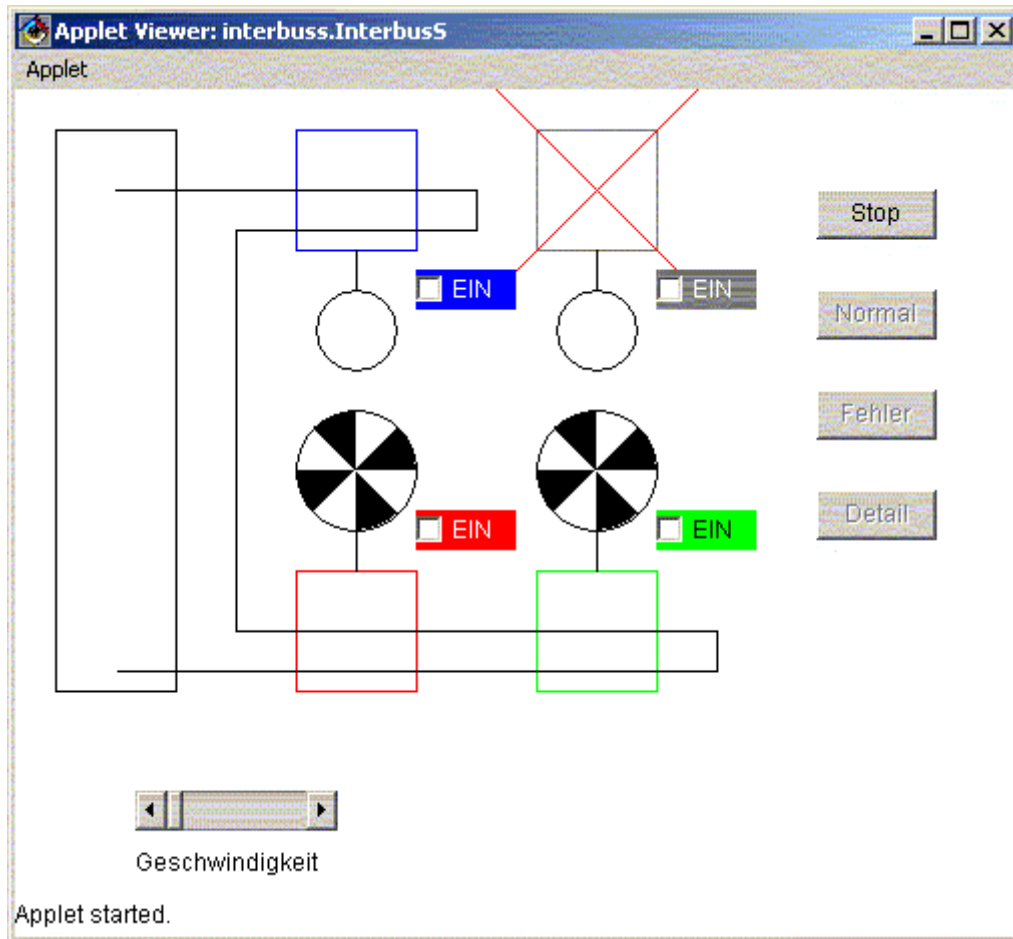 Applet Viewer: interbuss.InterbusS
Applet
Stop
EIN
EIN
Normal
Fehler
Detail
EIN
EIN
Geschwindigkeit
Applet started.